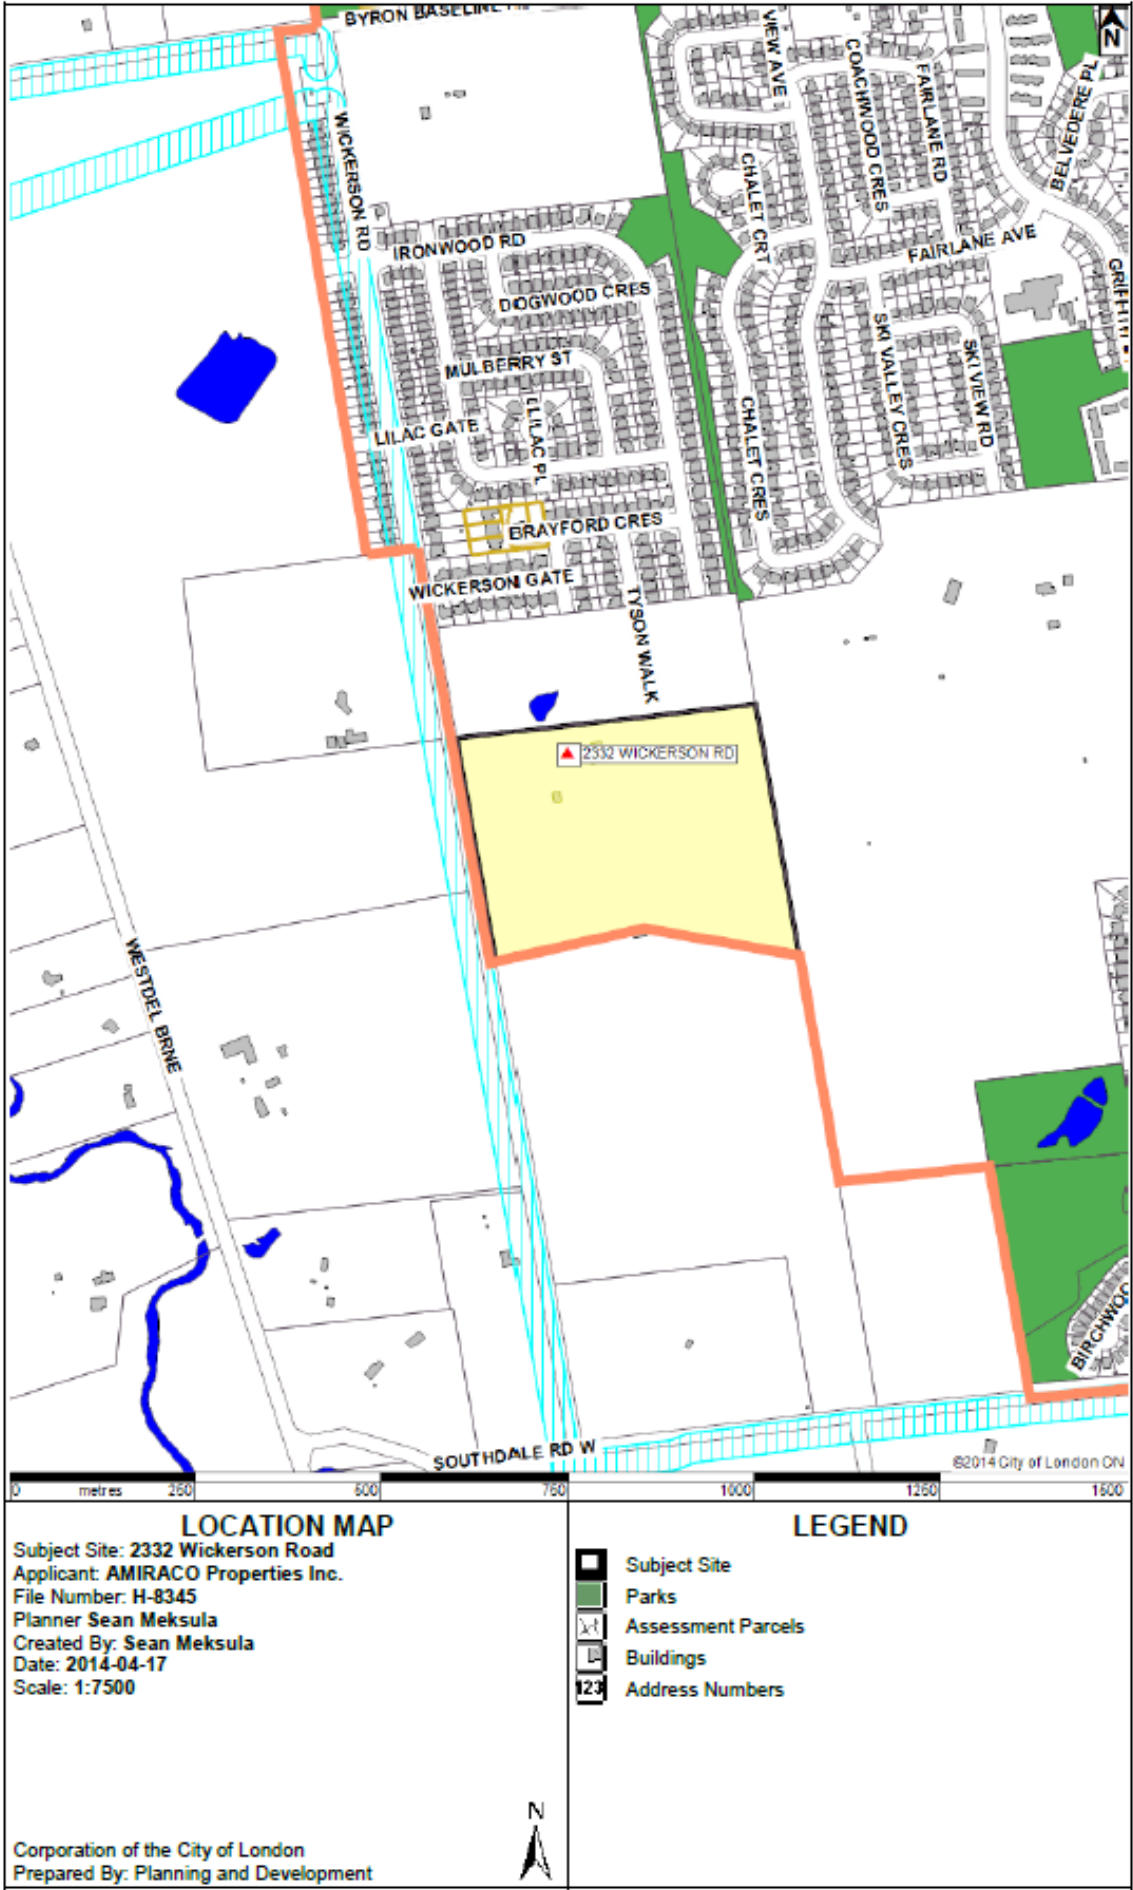 BYRON BASELINE
N
VIEW AVE
COACHWOOD CRES
FAIRLANE RD
BELVEDERE PL
WICKERSON RD
CHALET CRT
IRONWOOD RD
FAIRLANE AVE
DOGWOOD CRES
MULBERRY ST
SKI VALLEY CRES
SKI VIEW RD
LILAC GATE
LILAC PL
CHALET CRES
BRAYFORD CRES
WICKERSON GATE
TYSON WALK
2332 WICKERSON RD
WESTDEL BRNE
SOUTHDALE RD W
©2014 City of London ON
0 metres 250 500 750 1000 1250 1500
LOCATION MAP
Subject Site: 2332 Wickerson Road
Applicant: AMIRACO Properties Inc.
File Number: H-8345
Planner Sean Meksula
Created By: Sean Meksula
Date: 2014-04-17
Scale: 1:7500
N
Corporation of the City of London
Prepared By: Planning and Development
LEGEND
Subject Site
Parks
Assessment Parcels
Buildings
123 Address Numbers